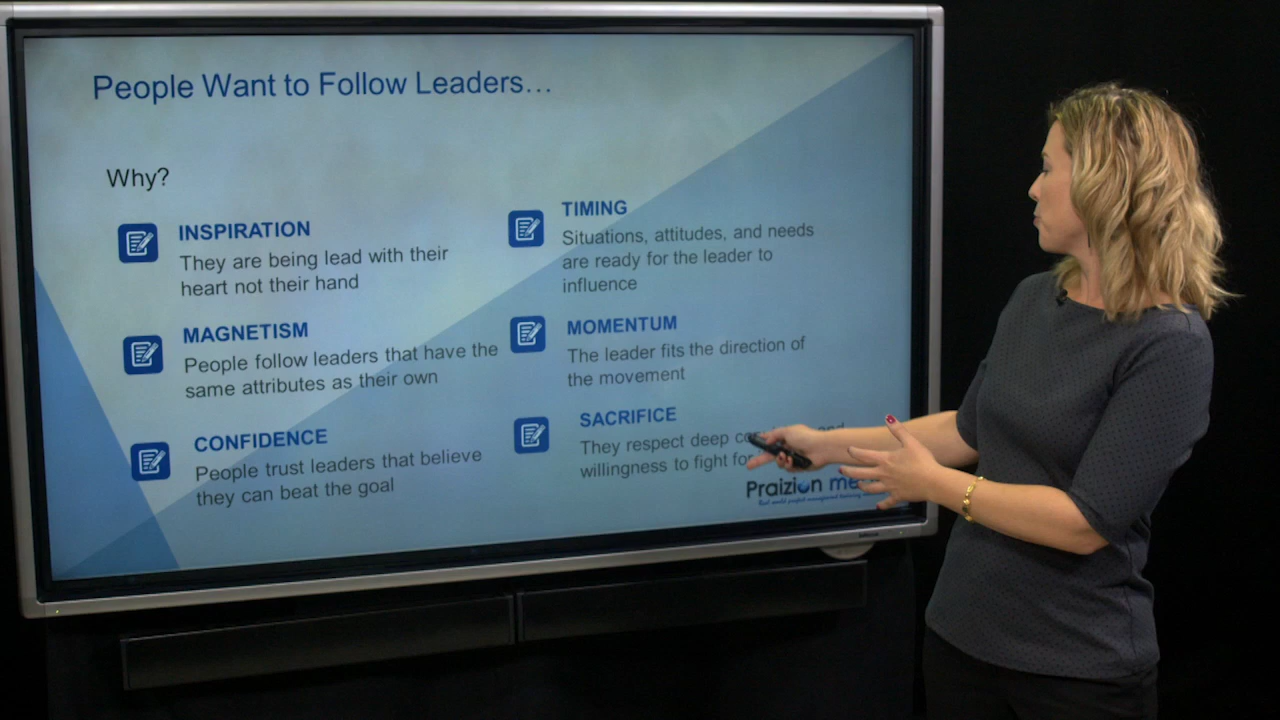 People Want to Follow Leaders…
Why?
INSPIRATION
They are being lead with their
heart not their hand
MAGNETISM
People follow leaders that have the
same attributes as their own
CONFIDENCE
People trust leaders that believe
they can beat the goal
TIMING
Situations, attitudes, and needs
are ready for the leader to
influence
MOMENTUM
The leader fits the direction of
the movement
SACRIFICE
They respect deep and
willingness to fight for
Praizion